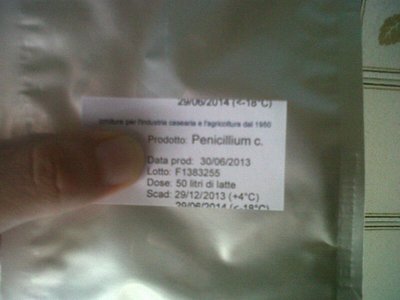 29/06/2014 (<-18°C)
per l'industria casearia e l'agricoltura dal 1950
Prodotto: Penicillium c.
Data prod: 30/06/2013
Lotto: F1383255
Dose: 50 litri di latte
Scad: 29/12/2013 (+4°C)
29/06/2014 (<-18°C)